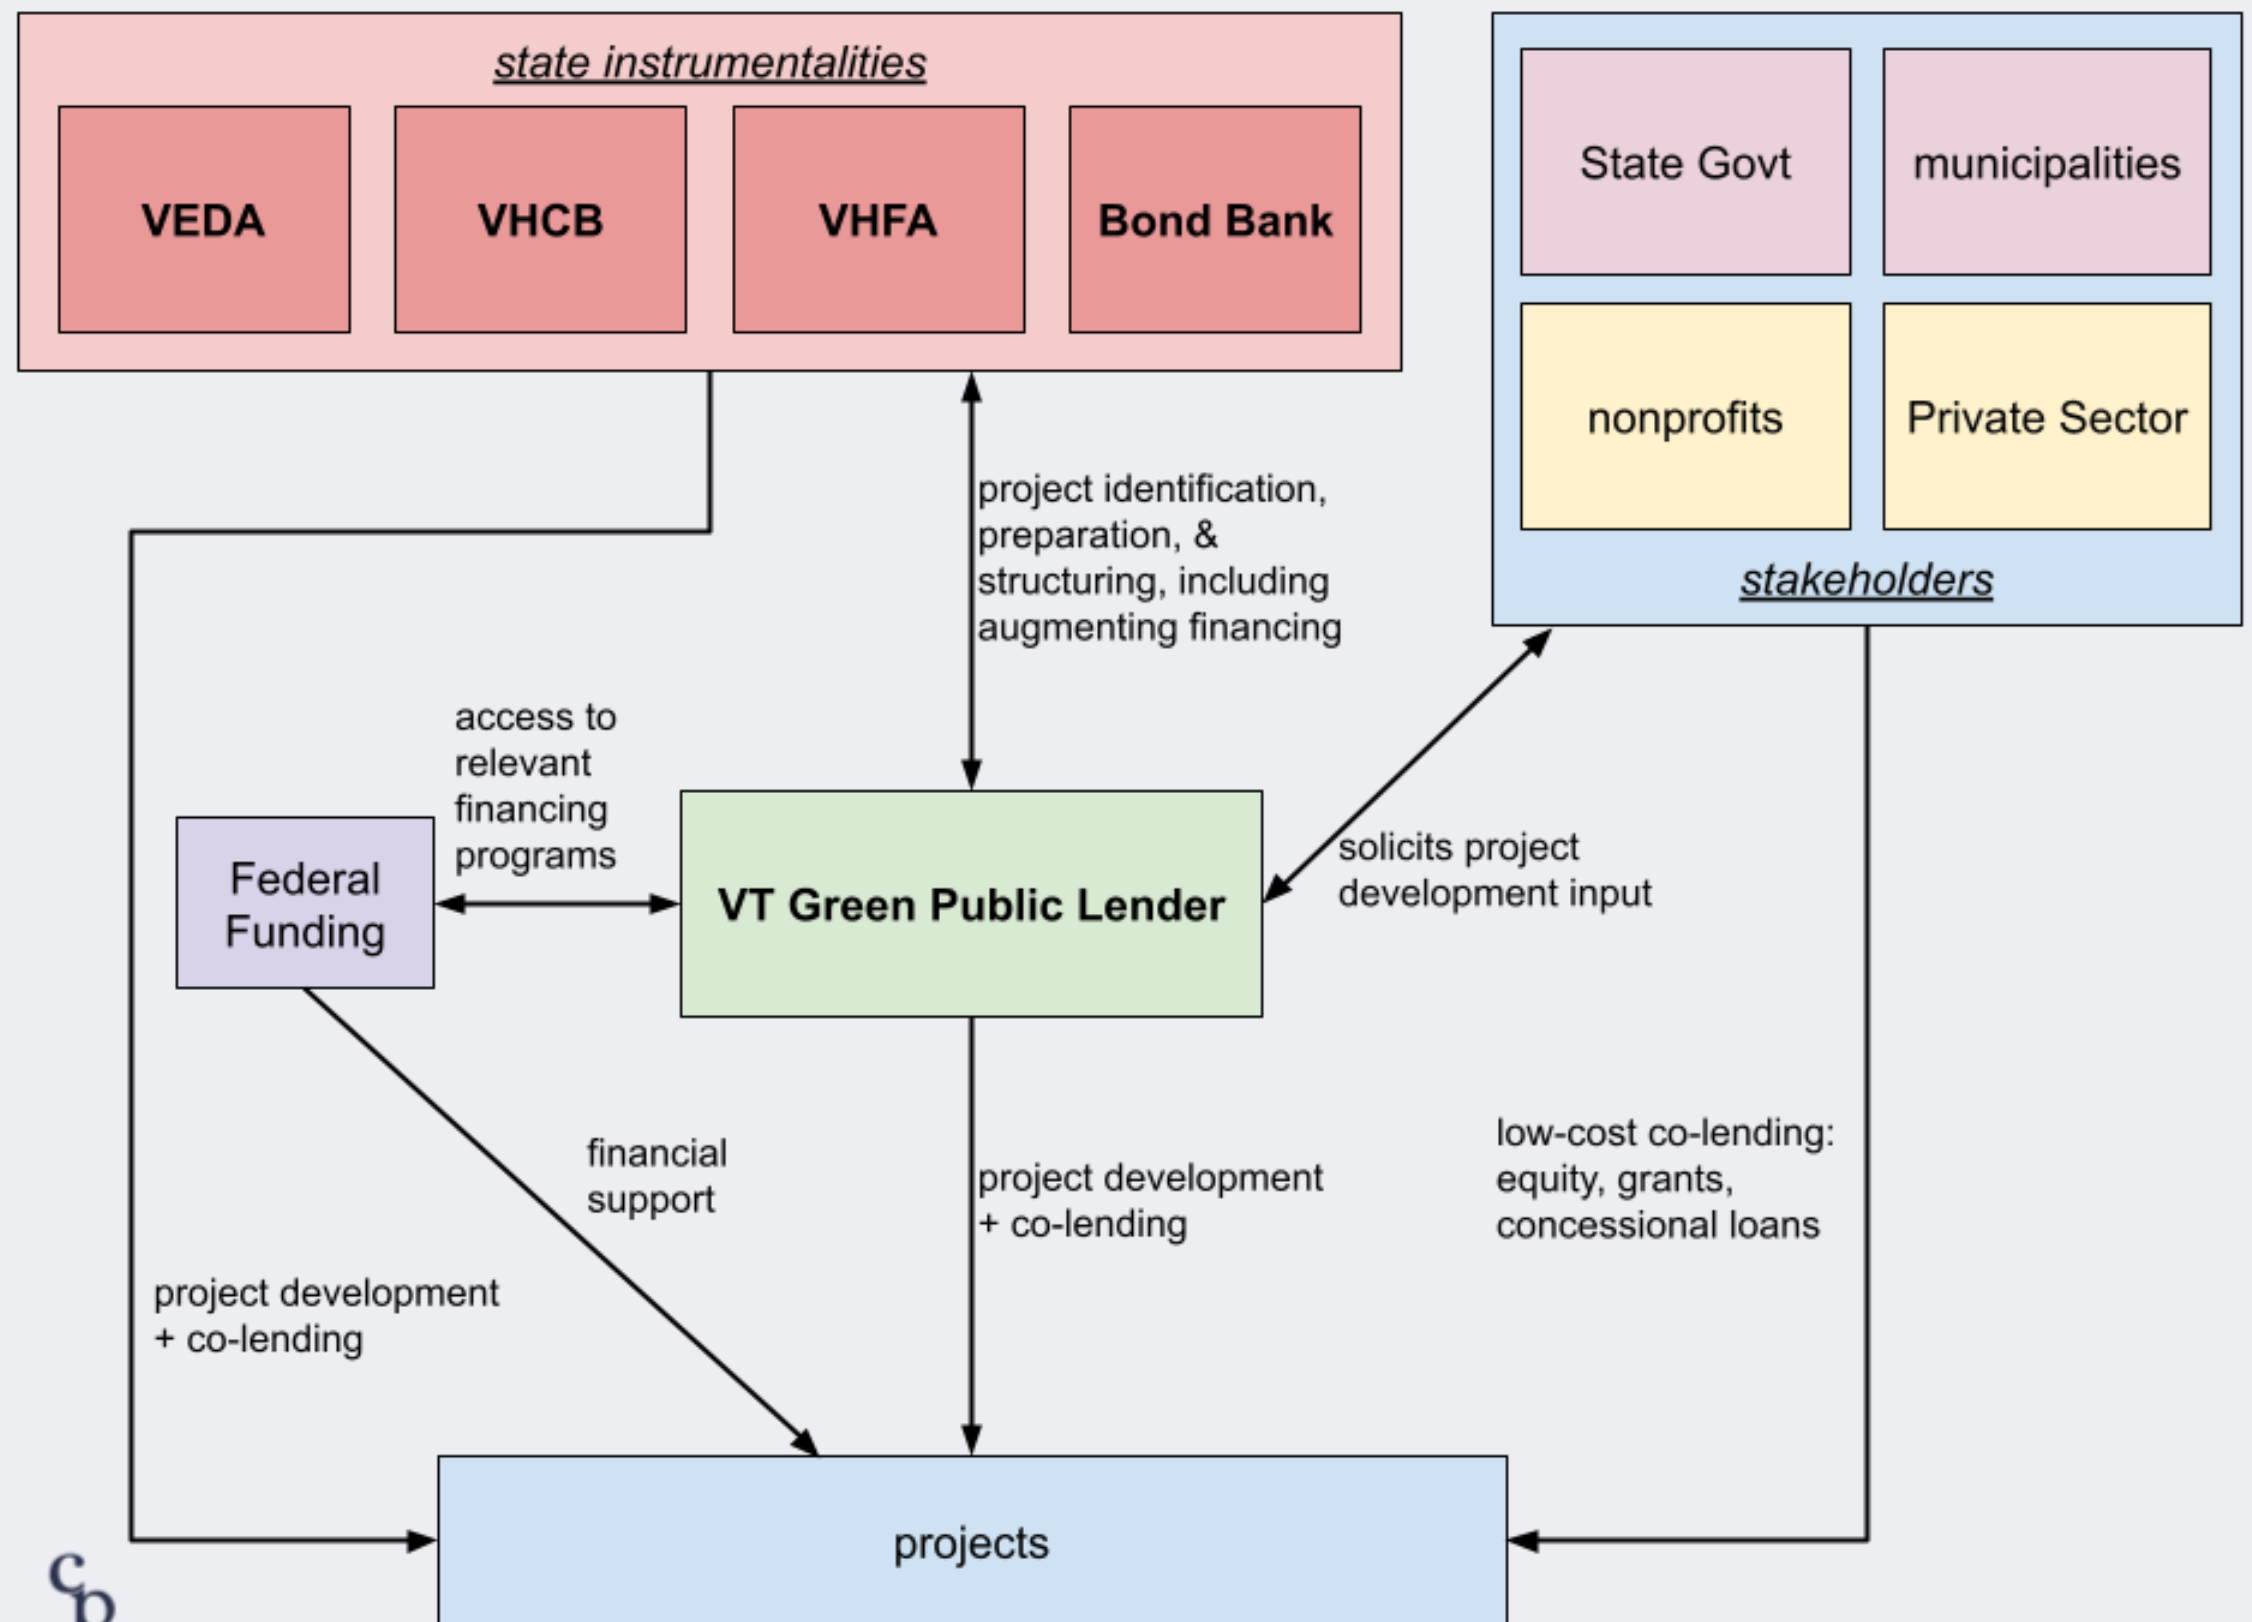 state instrumentalities
VEDA
VHCB
VHFA
Bond Bank
State Govt
municipalities
nonprofits
Private Sector
stakeholders
project identification,
preparation, &
structuring, including
augmenting financing
access to
relevant
financing
programs
Federal
Funding
VT Green Public Lender
solicits project
development input
financial
support
project development
+ co-lending
low-cost co-lending:
equity, grants,
concessional loans
project development
+ co-lending
projects
cp